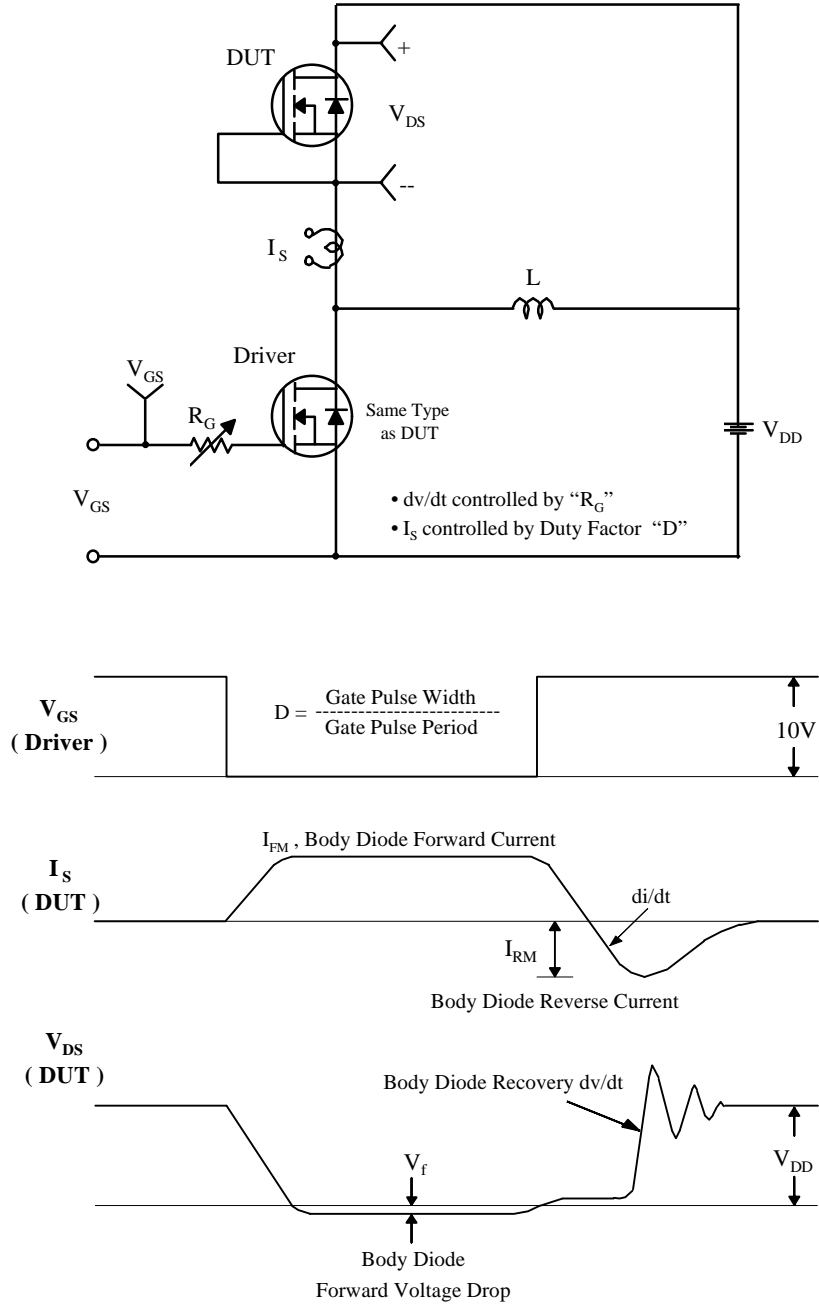 +
DUT
V_DS
--
I_S
L
Driver
V_GS
R_G
Same Type
as DUT
V_DD
V_GS
• dv/dt controlled by “R_G”
• I_S controlled by Duty Factor “D”
V_GS
( Driver )
D = Gate Pulse Width
--------------------------
Gate Pulse Period
10V
I_FM , Body Diode Forward Current
I_S
( DUT )
di/dt
I_RM
Body Diode Reverse Current
V_DS
( DUT )
Body Diode Recovery dv/dt
V_f
V_DD
Body Diode
Forward Voltage Drop